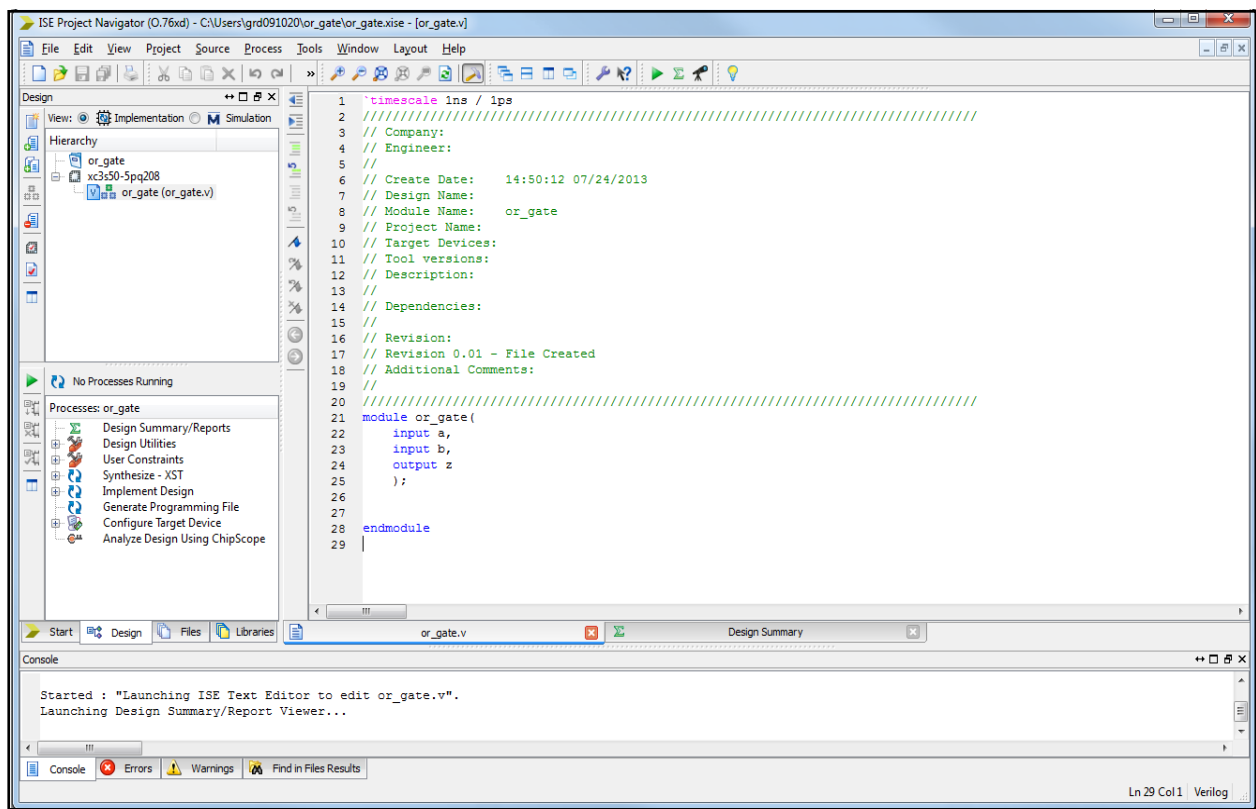 ISE Project Navigator (O.76xd) - C:\Users\grd091020\or_gate\or_gate.xise - [or_gate.v]
File Edit View Project Source Process Tools Window Layout Help
Design
View: Implementation Simulation
Hierarchy
or_gate
xc3s50-5pq208
or_gate (or_gate.v)
No Processes Running
Processes: or_gate
Design Summary/Reports
Design Utilities
User Constraints
Synthesize - XST
Implement Design
Generate Programming File
Configure Target Device
Analyze Design Using ChipScope
Start Design Files Libraries
1 `timescale 1ns / 1ps
2 //////////////////////////////////////////////////////////////////////////////////
3 // Company:
4 // Engineer:
5 //
6 // Create Date: 14:50:12 07/24/2013
7 // Design Name:
8 // Module Name: or_gate
9 // Project Name:
10 // Target Devices:
11 // Tool versions:
12 // Description:
13 //
14 // Dependencies:
15 //
16 // Revision:
17 // Revision 0.01 - File Created
18 // Additional Comments:
19 //
20 //////////////////////////////////////////////////////////////////////////////////
21 module or_gate(
22 input a,
23 input b,
24 output z
25 );
26
27
28 endmodule
29
or_gate.v Design Summary
Console
Started : "Launching ISE Text Editor to edit or_gate.v".
Launching Design Summary/Report Viewer...
Console Errors Warnings Find in Files Results
Ln 29 Col 1 Verilog